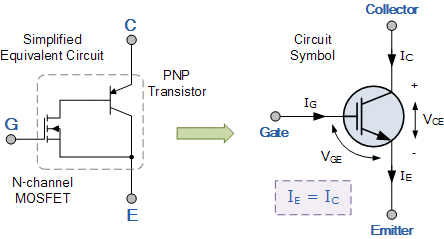 Simplified
Equivalent Circuit
C
PNP
Transistor
G
N-channel
MOSFET
E
Collector
Circuit
Symbol
I_C
+
I_G
Gate
V_CE
V_GE
-
I_E = I_C
I_E
Emitter